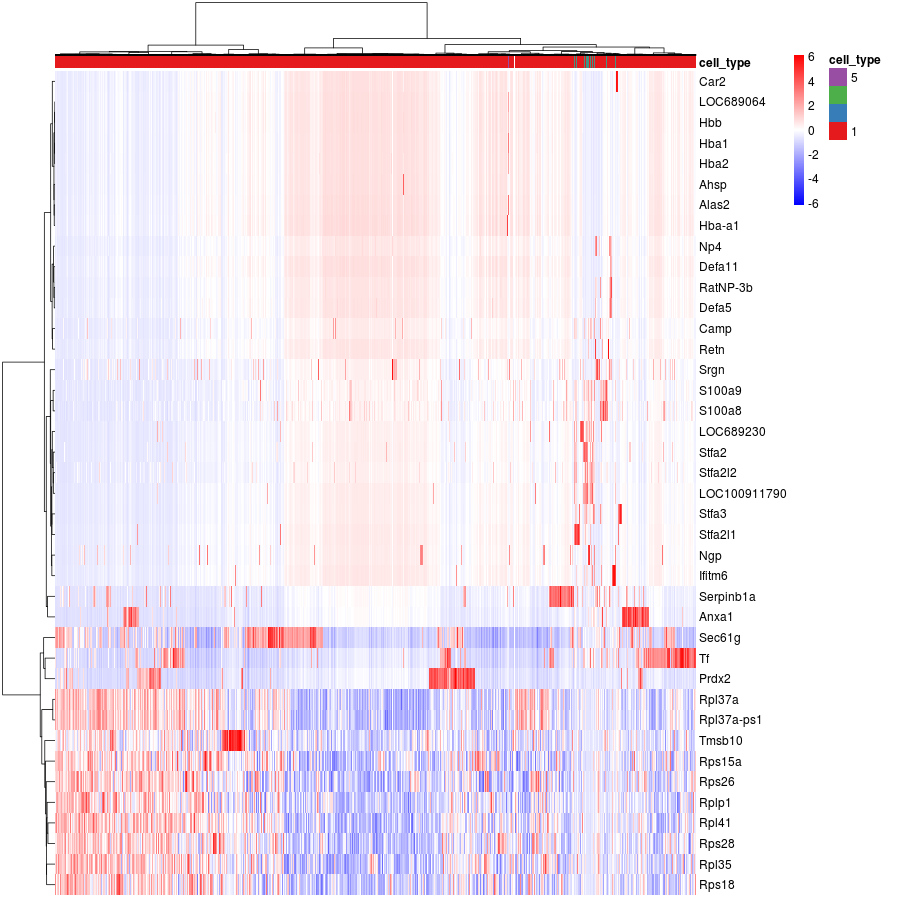 cell_type
Car2
LOC689064
Hbb
Hba1
Hba2
Ahsp
Alas2
Hba-a1
Np4
Defa11
RatNP-3b
Defa5
Camp
Retn
Srgn
S100a9
S100a8
LOC689230
Stfa2
Stfa2l2
LOC100911790
Stfa3
Stfa2l1
Ngp
Ifitm6
Serpinb1a
Anxa1
Sec61g
Tf
Prdx2
Rpl37a
Rpl37a-ps1
Tmsb10
Rps15a
Rps26
Rplp1
Rpl41
Rps28
Rpl35
Rps18
6
4
2
0
-2
-4
-6
cell_type
5
1